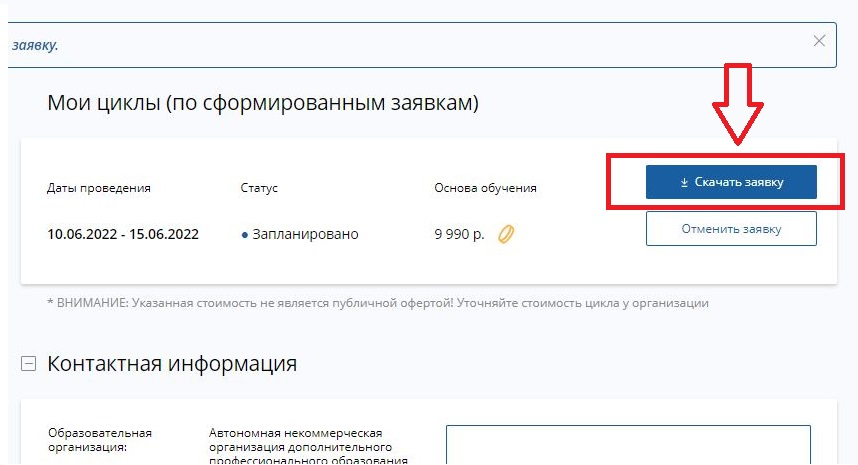 заявку.
Мои циклы (по сформированным заявкам)
Даты проведения Статус Основа обучения Скачать заявку
10.06.2022 - 15.06.2022 Запланировано 9 990 р. Отменить заявку
* ВНИМАНИЕ: Указанная стоимость не является публичной офертой! Уточняйте стоимость цикла у организации
Контактная информация
Образовательная Автономная некоммерческая
организация: организация дополнительного
профессионального образования